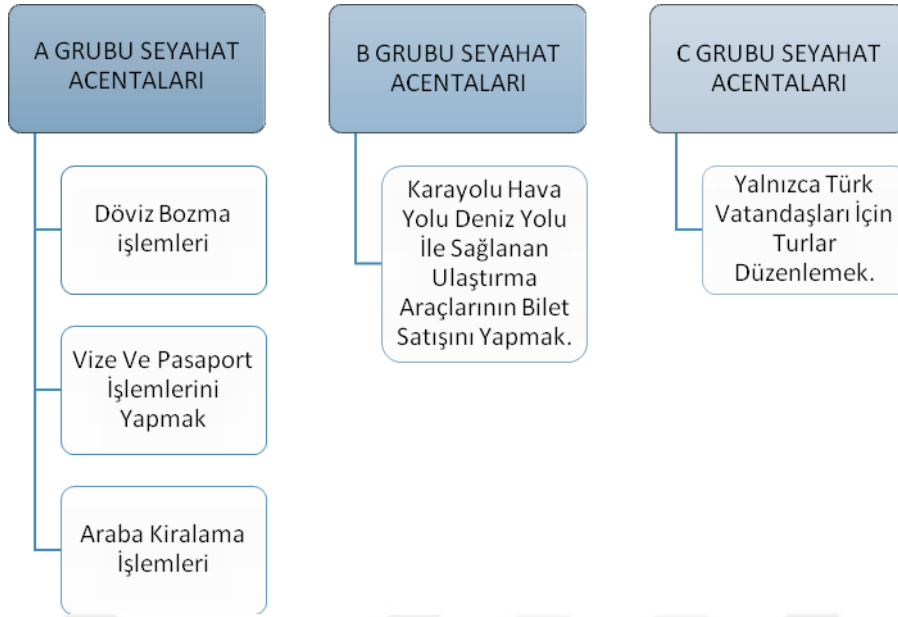 A GRUBU SEYAHAT
ACENTALARI
Döviz Bozma
işlemleri
Vize Ve Pasaport
İşlemlerini
Yapmak
Araba Kiralama
İşlemleri
B GRUBU SEYAHAT
ACENTALARI
Karayolu Hava
Yolu Deniz Yolu
İle Sağlanan
Ulaştırma
Araçlarının Bilet
Satışını Yapmak.
C GRUBU SEYAHAT
ACENTALARI
Yalnızca Türk
Vatandaşları İçin
Turlar
Düzenlemek.